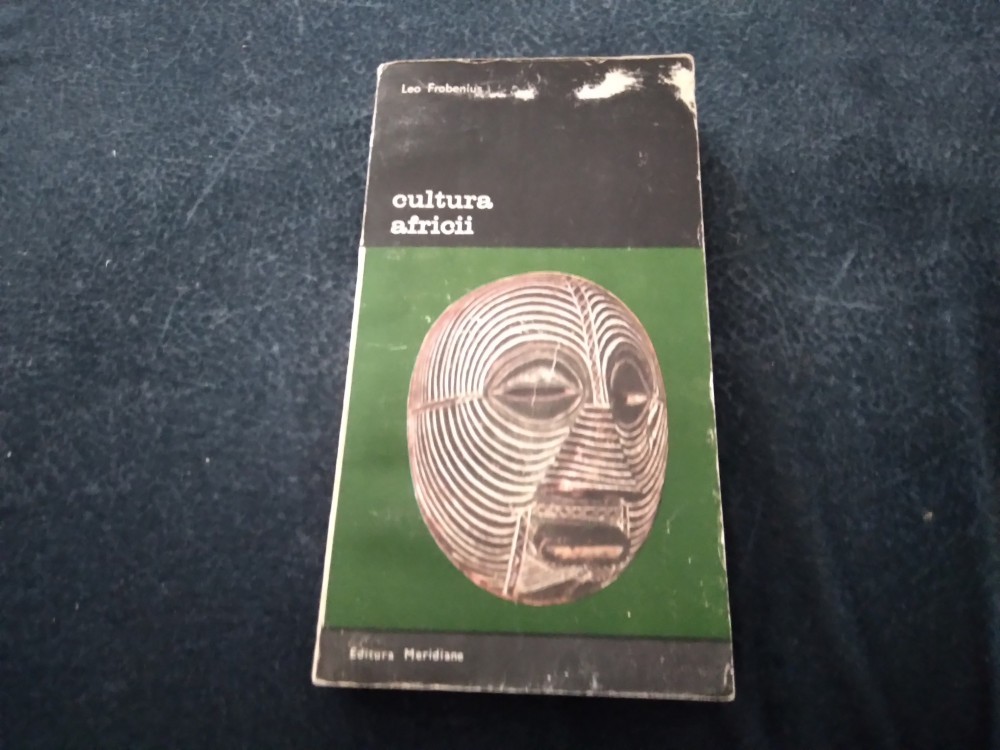 Leo Frobenius
cultura
africii
Editura Meridiane